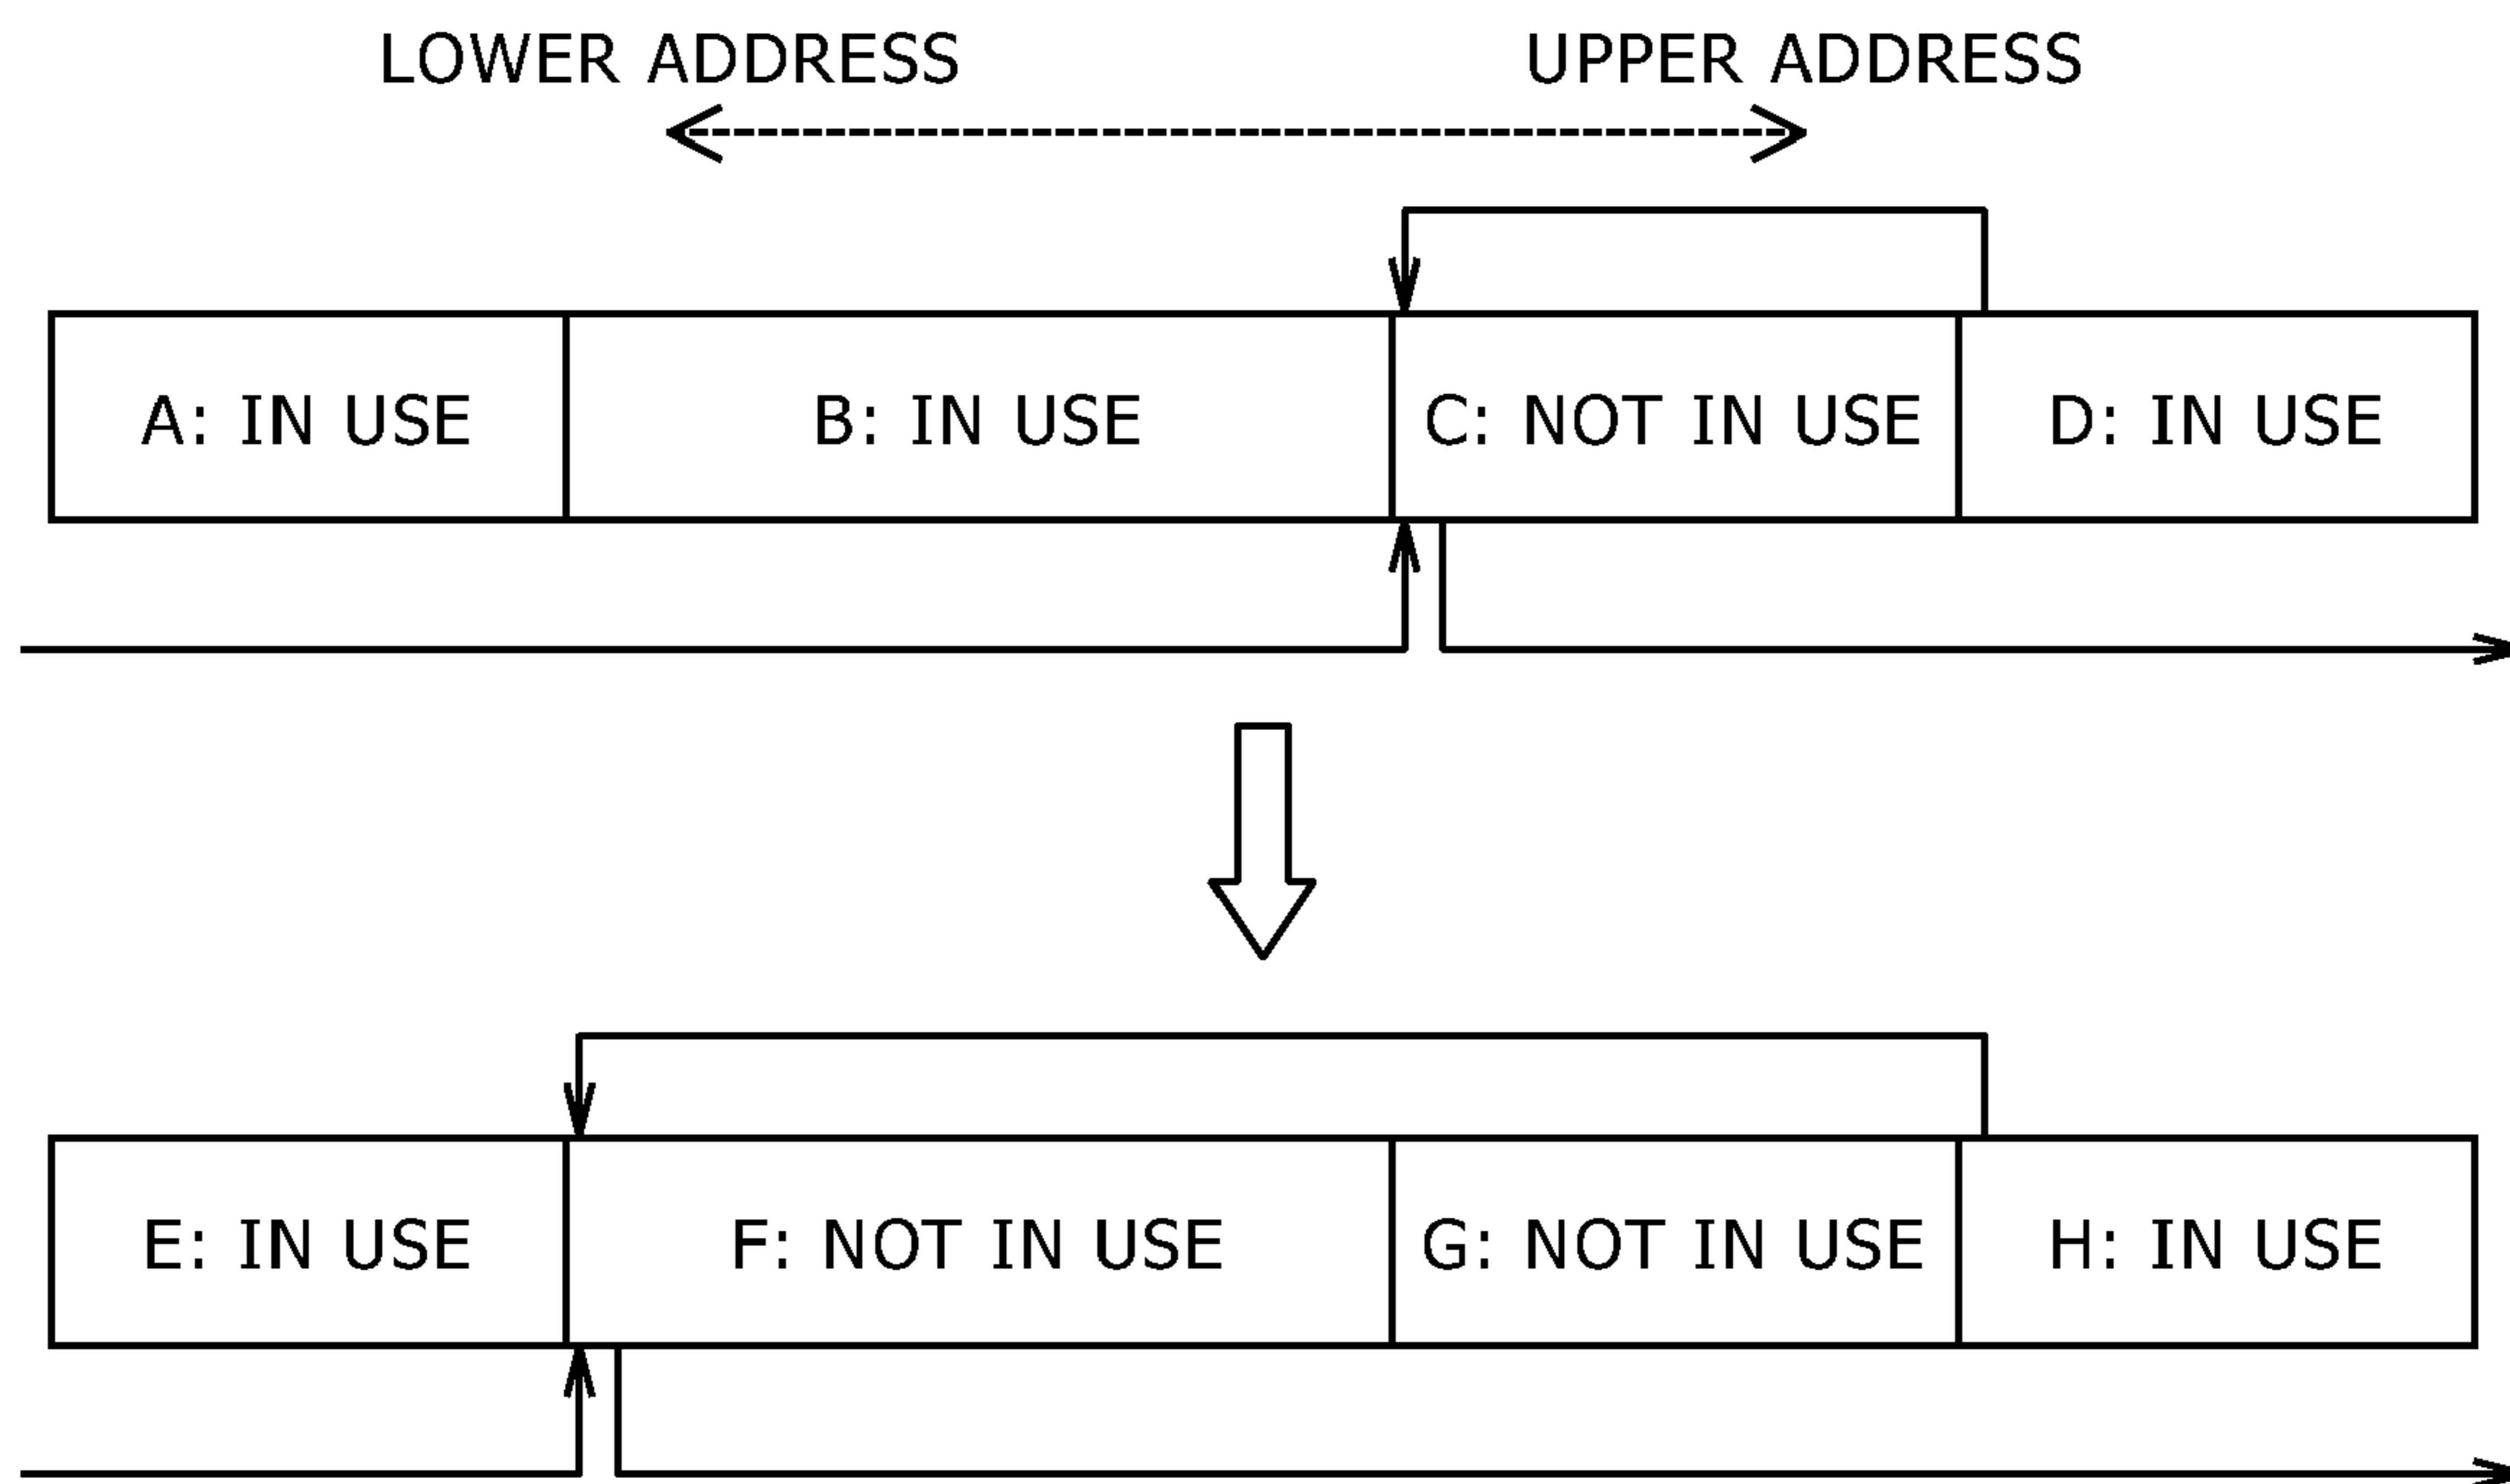 LOWER ADDRESS
UPPER ADDRESS
A: IN USE
B: IN USE
C: NOT IN USE
D: IN USE
E: IN USE
F: NOT IN USE
G: NOT IN USE
H: IN USE